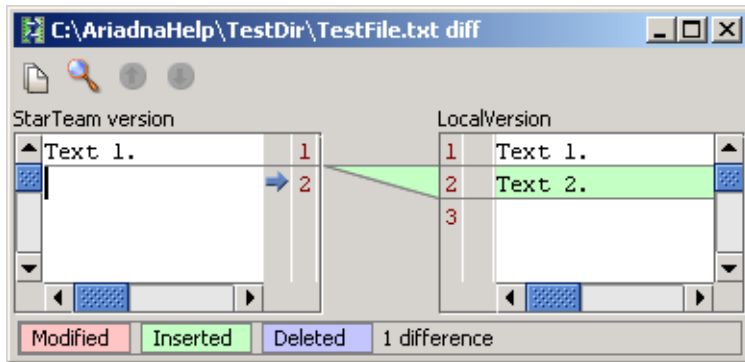 C:\AriadnaHelp\TestDir\TestFile.txt diff
StarTeam version
LocalVersion
Text 1. 1
2
1 Text 1.
2 Text 2.
3
Modified Inserted Deleted 1 difference